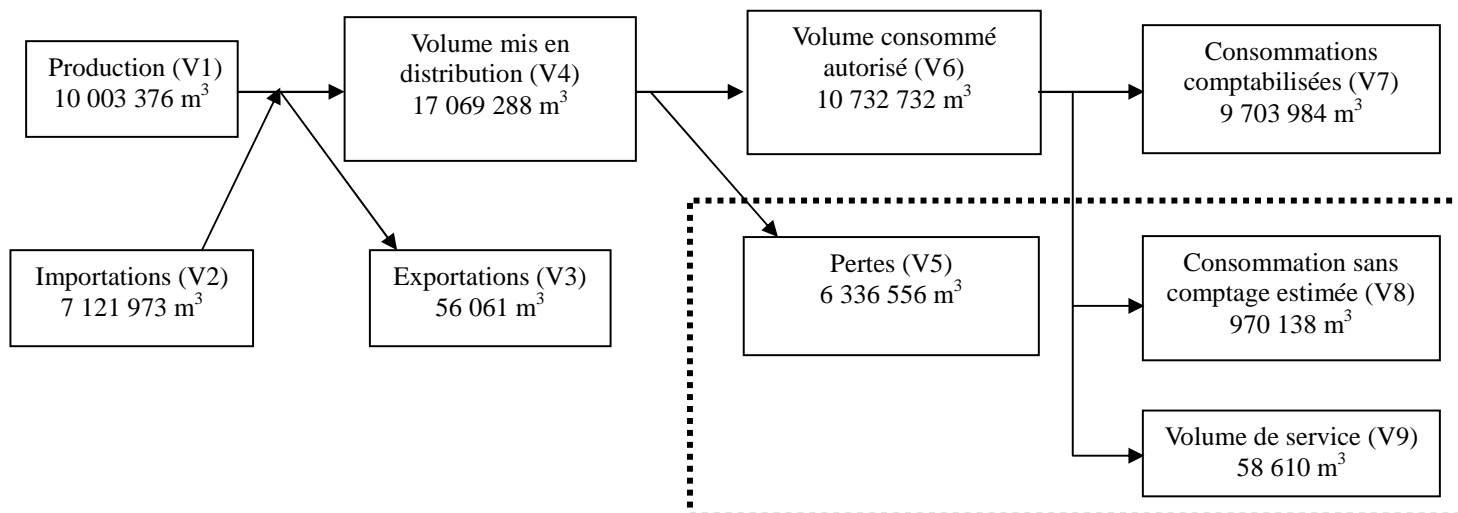 Production (V1)
10 003 376 m³
Volume mis en
distribution (V4)
17 069 288 m³
Volume consommé
autorisé (V6)
10 732 732 m³
Consommations
comptabilisées (V7)
9 703 984 m³
Importations (V2)
7 121 973 m³
Exportations (V3)
56 061 m³
Pertes (V5)
6 336 556 m³
Consommation sans
comptage estimée (V8)
970 138 m³
Volume de service (V9)
58 610 m³